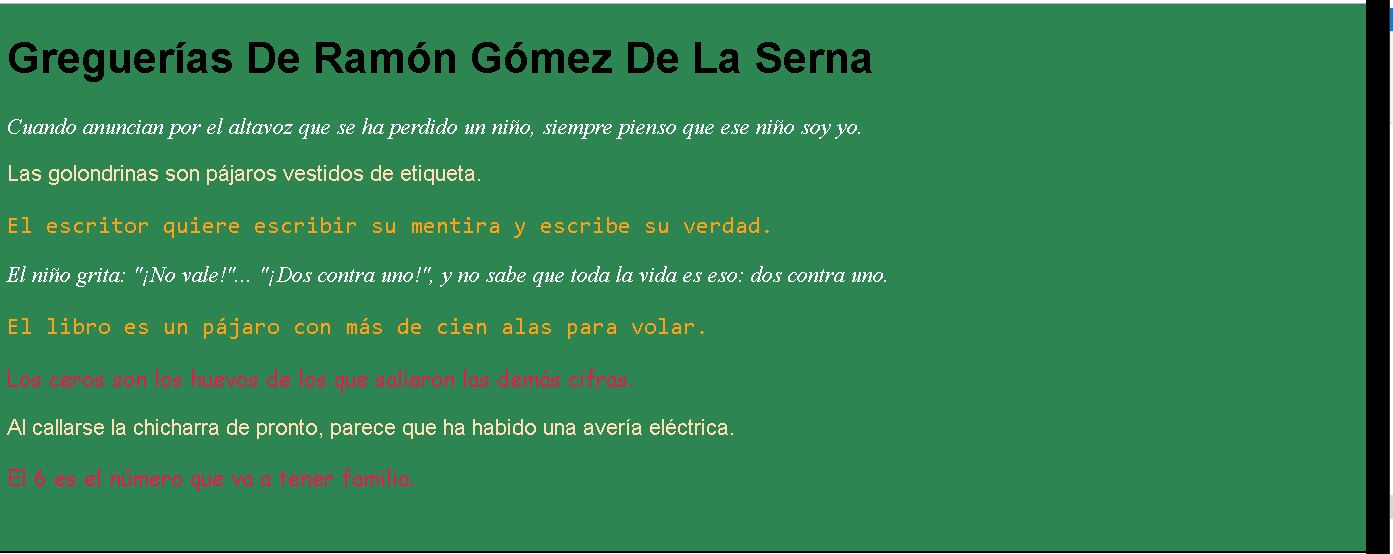 Greguerías De Ramón Gómez De La Serna
Cuando anuncian por el altavoz que se ha perdido un niño, siempre pienso que ese niño soy yo.
Las golondrinas son pájaros vestidos de etiqueta.
El escritor quiere escribir su mentira y escribe su verdad.
El niño grita: "¡No vale!"... "¡Dos contra uno!", y no sabe que toda la vida es eso: dos contra uno.
El libro es un pájaro con más de cien alas para volar.
Los ceros son los huevos de los que salieron las demás cifras.
Al callarse la chicharra de pronto, parece que ha habido una avería eléctrica.
El 6 es el número que va a tener familia.